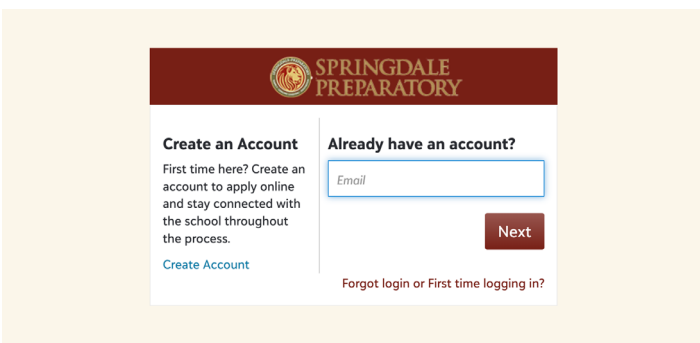 SPRINGDALE
PREPARATORY
Create an Account
First time here? Create an
account to apply online
and stay connected with
the school throughout
the process.
Create Account
Already have an account?
Email
Next
Forgot login or First time logging in?